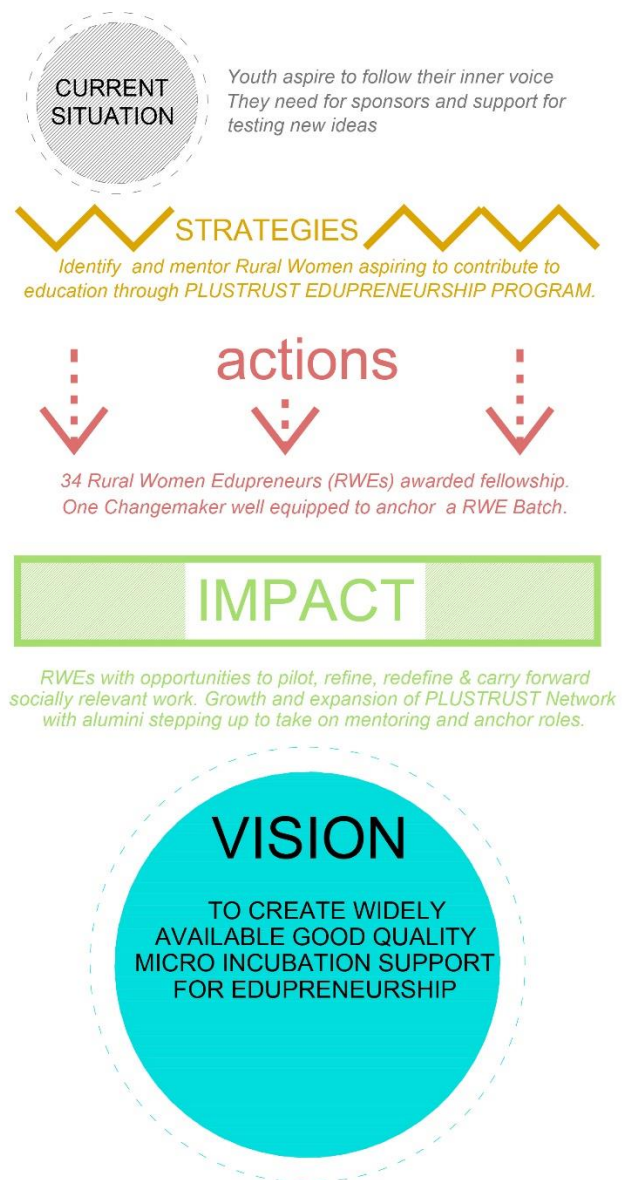 CURRENT
SITUATION
Youth aspire to follow their inner voice
They need for sponsors and support for
testing new ideas
STRATEGIES
Identify and mentor Rural Women aspiring to contribute to
education through PLUSTRUST EDUPRENEURSHIP PROGRAM.
actions
34 Rural Women Edupreneurs (RWEs) awarded fellowship.
One Changemaker well equipped to anchor a RWE Batch.
IMPACT
RWEs with opportunities to pilot, refine, redefine & carry forward
socially relevant work. Growth and expansion of PLUSTRUST Network
with alumini stepping up to take on mentoring and anchor roles.
VISION
TO CREATE WIDELY
AVAILABLE GOOD QUALITY
MICRO INCUBATION SUPPORT
FOR EDUPRENEURSHIP